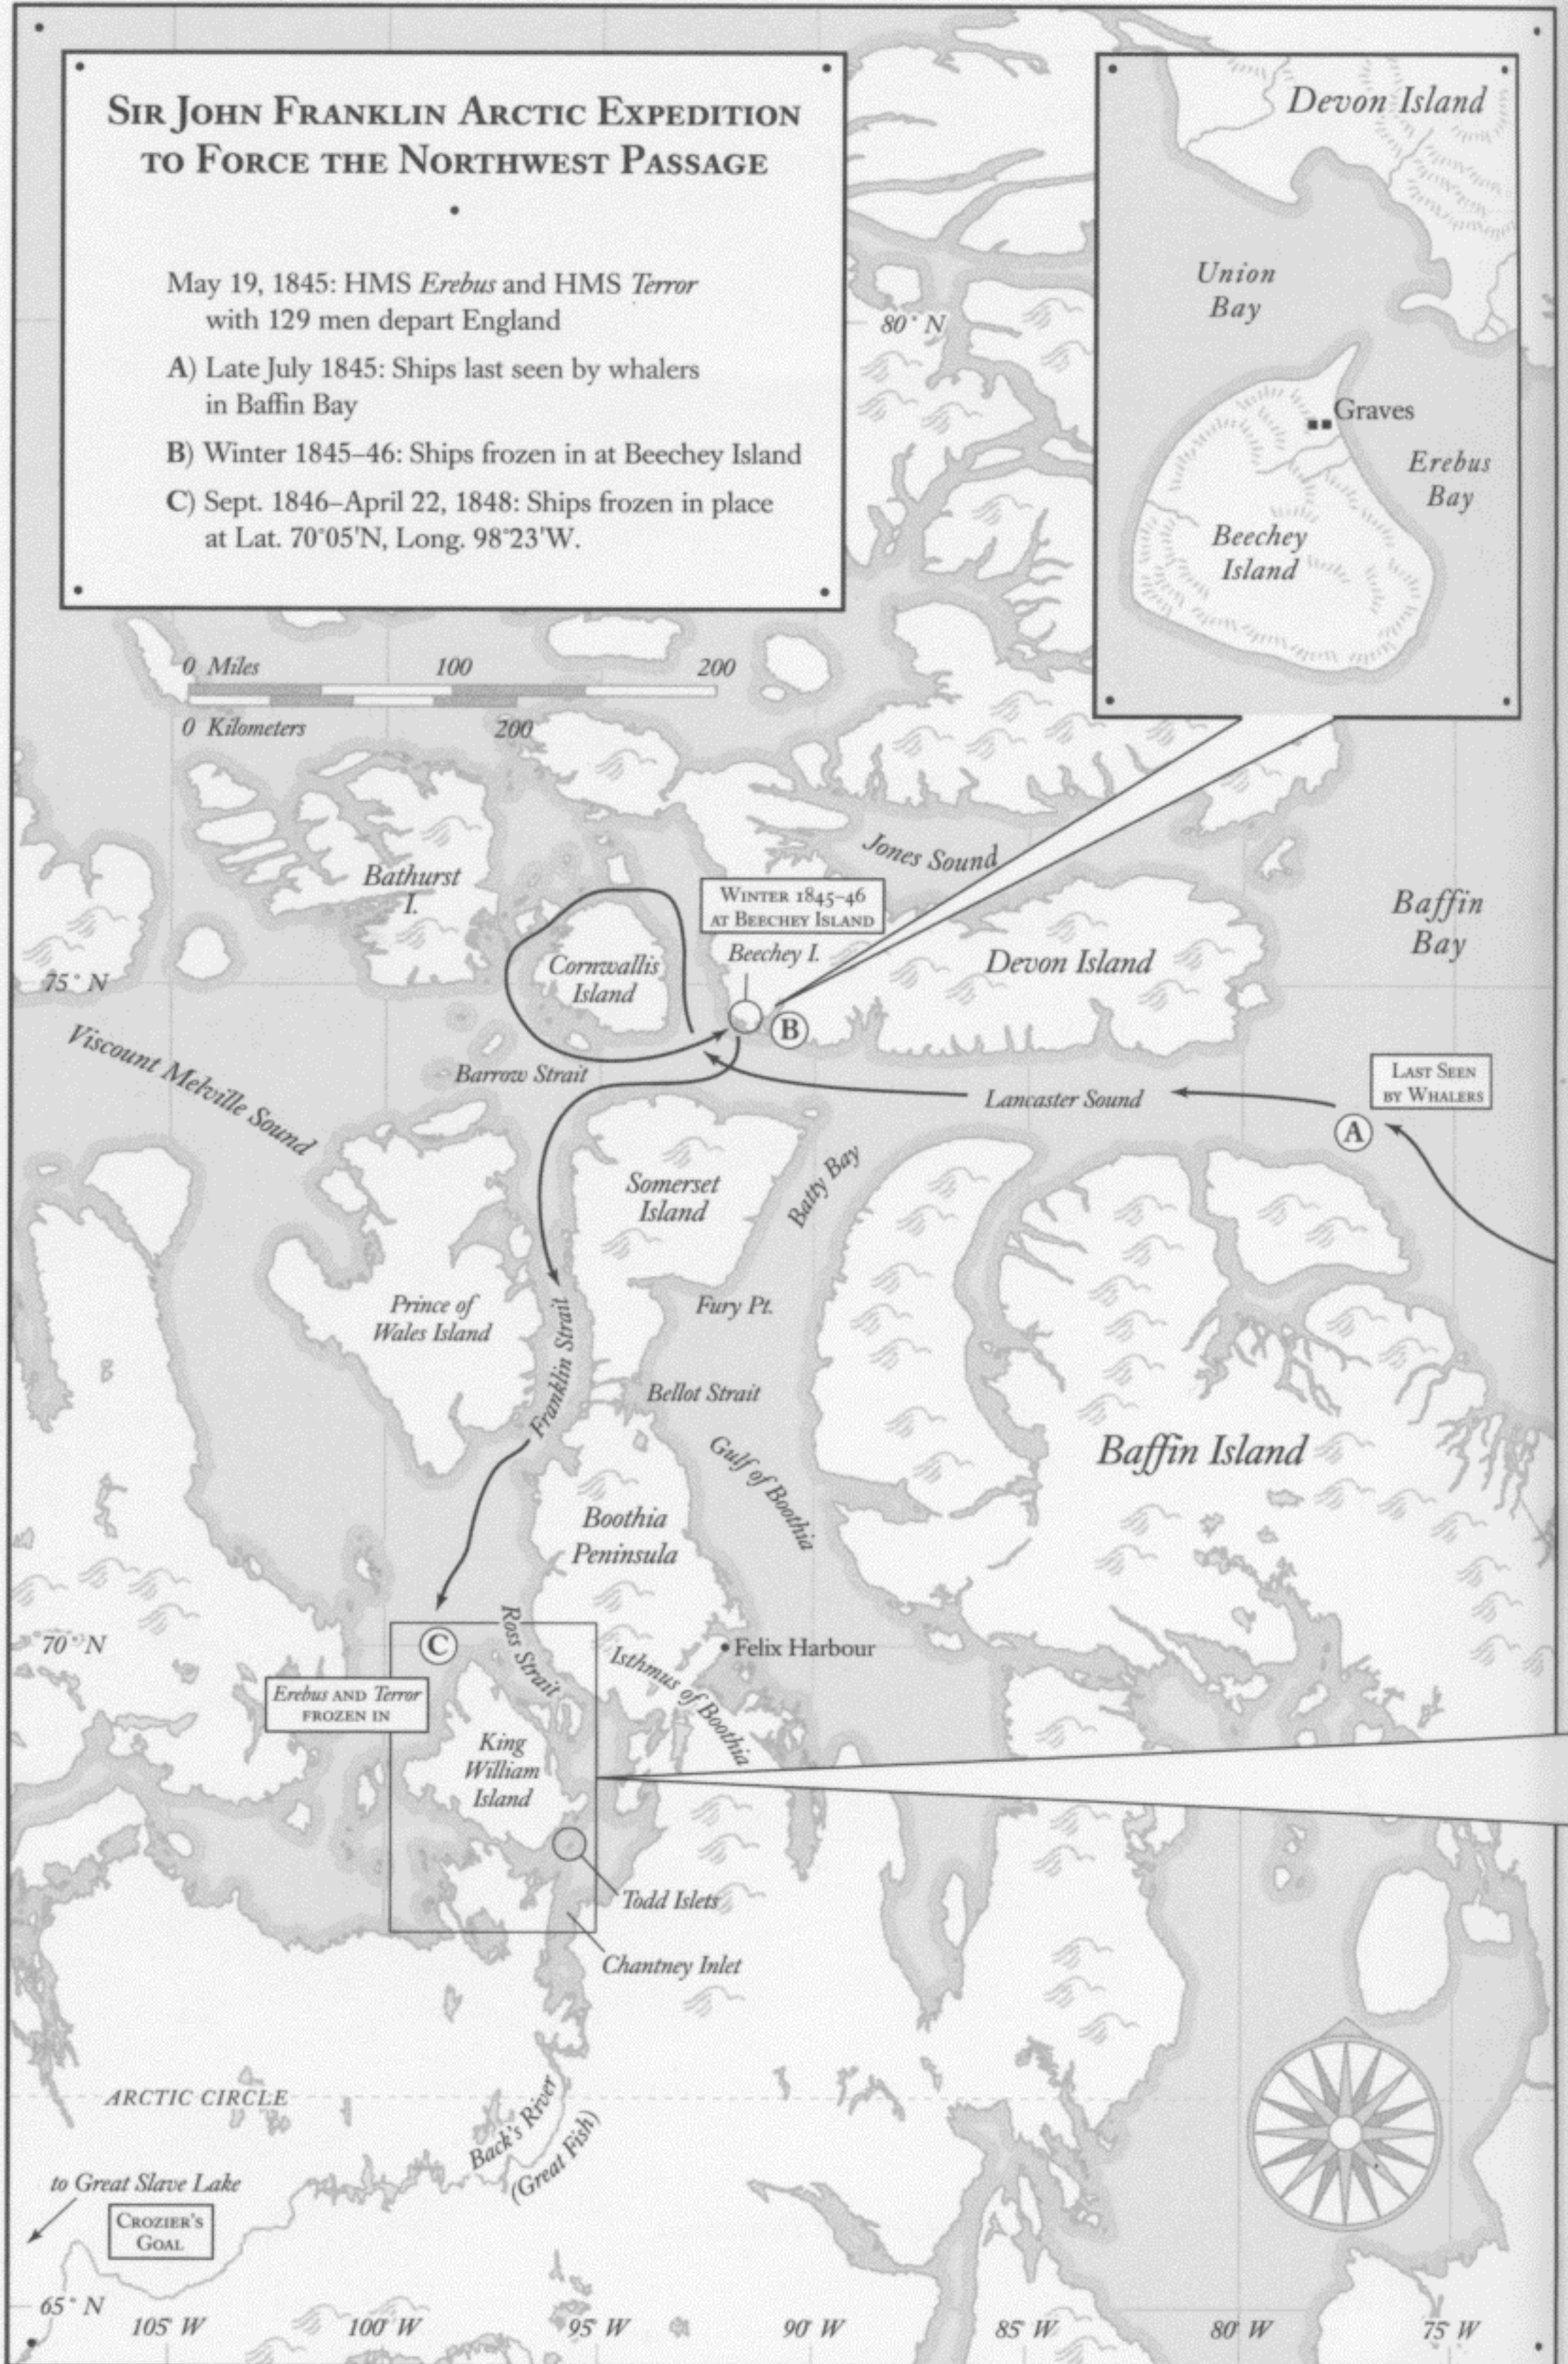 SIR JOHN FRANKLIN ARCTIC EXPEDITION
TO FORCE THE NORTHWEST PASSAGE
May 19, 1845: HMS Erebus and HMS Terror
with 129 men depart England
A) Late July 1845: Ships last seen by whalers
in Baffin Bay
B) Winter 1845–46: Ships frozen in at Beechey Island
C) Sept. 1846–April 22, 1848: Ships frozen in place
at Lat. 70°05'N, Long. 98°23'W.
Devon Island
Union
Bay
Graves
Erebus
Bay
Beechey
Island
80° N
0 Miles 100 200
0 Kilometers 200
Jones Sound
Bathurst
I.
WINTER 1845–46
AT BEECHEY ISLAND
Beechey I.
Cornwallis
Island
Devon Island
Baffin
Bay
75° N
B
Viscount Melville Sound
Barrow Strait
Lancaster Sound
LAST SEEN
BY WHALERS
A
Somerset
Island
Batty Bay
Prince of
Wales Island
Fury Pt.
Franklin Strait
Bellot Strait
Gulf of Boothia
Baffin Island
Boothia
Peninsula
70° N
C
Ross Strait
Felix Harbour
Isthmus of Boothia
Erebus AND Terror
FROZEN IN
King
William
Island
Todd Islets
Chantney Inlet
ARCTIC CIRCLE
Back's River
(Great Fish)
to Great Slave Lake
CROZIER'S
GOAL
65° N
105° W 100° W 95° W 90° W 85° W 80° W 75° W